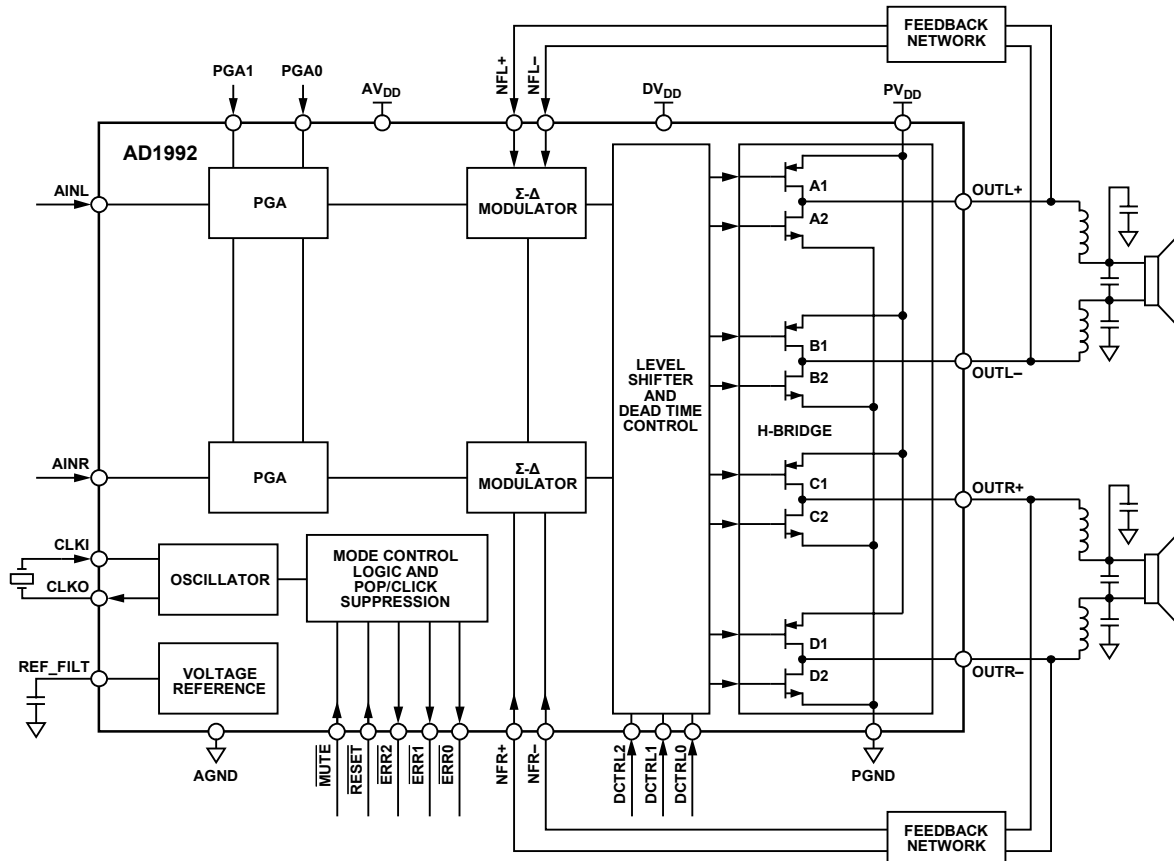 FEEDBACK
NETWORK
PGA1
PGA0
AVDD
NFL+
NFL–
DVDD
PVDD
AD1992
AINL
PGA
Σ-Δ
MODULATOR
A1
A2
OUTL+
B1
B2
OUTL–
LEVEL
SHIFTER
AND
DEAD TIME
CONTROL
H-BRIDGE
AINR
PGA
Σ-Δ
MODULATOR
C1
C2
OUTR+
CLKI
CLKO
OSCILLATOR
MODE CONTROL
LOGIC AND
POP/CLICK
SUPPRESSION
D1
D2
OUTR–
REF_FILT
VOLTAGE
REFERENCE
AGND
MUTE
RESET
ERR2
ERR1
ERR0
NFR+
NFR–
DCTRL2
DCTRL1
DCTRL0
PGND
FEEDBACK
NETWORK